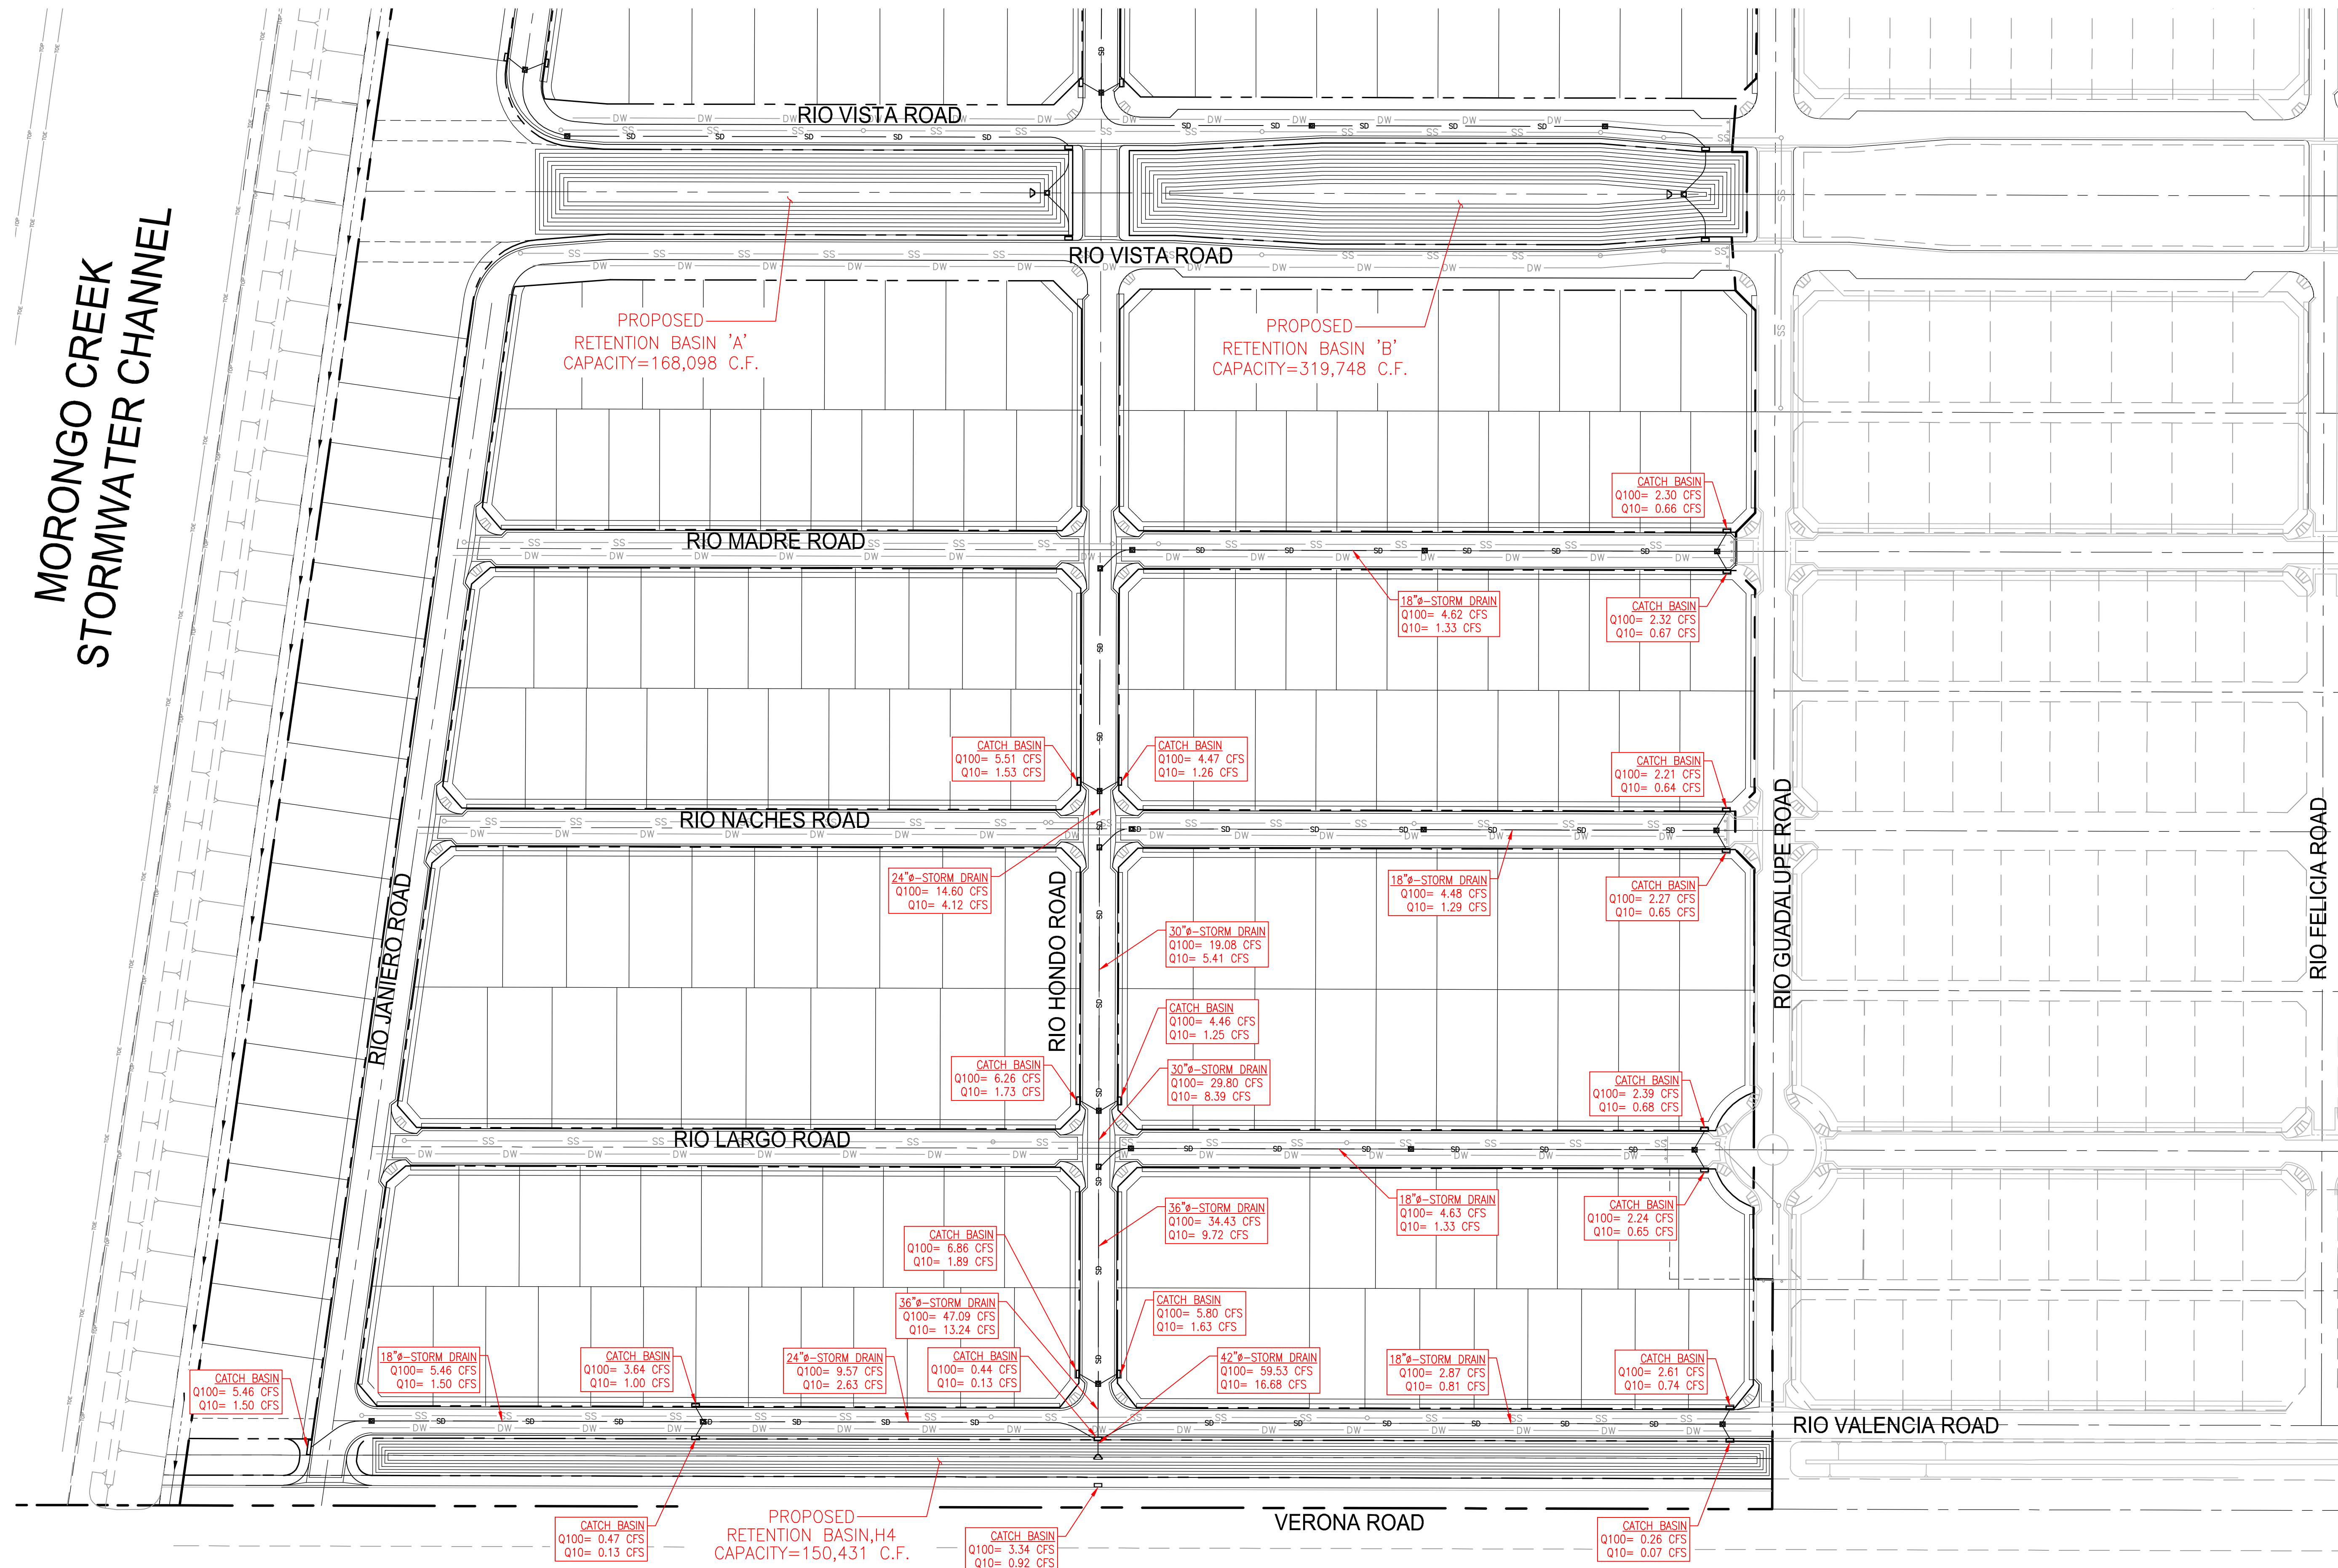 RIO VISTA ROAD
MORONGO CREEK
STORMWATER CHANNEL
RIO VISTA ROAD
PROPOSED
RETENTION BASIN 'A'
CAPACITY=168,098 C.F.
PROPOSED
RETENTION BASIN 'B'
CAPACITY=319,748 C.F.
CATCH BASIN
Q100= 2.30 CFS
Q10= 0.66 CFS
RIO MADRE ROAD
18"ø-STORM DRAIN
Q100= 4.62 CFS
Q10= 1.33 CFS
CATCH BASIN
Q100= 2.32 CFS
Q10= 0.67 CFS
CATCH BASIN
Q100= 5.51 CFS
Q10= 1.53 CFS
CATCH BASIN
Q100= 4.47 CFS
Q10= 1.26 CFS
CATCH BASIN
Q100= 2.21 CFS
Q10= 0.64 CFS
RIO NACHES ROAD
RIO GUADALUPE ROAD
RIO FELICIA ROAD
24"ø-STORM DRAIN
Q100= 14.60 CFS
Q10= 4.12 CFS
18"ø-STORM DRAIN
Q100= 4.48 CFS
Q10= 1.29 CFS
CATCH BASIN
Q100= 2.27 CFS
Q10= 0.65 CFS
RIO JANIERO ROAD
RIO HONDO ROAD
30"ø-STORM DRAIN
Q100= 19.08 CFS
Q10= 5.41 CFS
CATCH BASIN
Q100= 4.46 CFS
Q10= 1.25 CFS
CATCH BASIN
Q100= 6.26 CFS
Q10= 1.73 CFS
30"ø-STORM DRAIN
Q100= 29.80 CFS
Q10= 8.39 CFS
CATCH BASIN
Q100= 2.39 CFS
Q10= 0.68 CFS
RIO LARGO ROAD
36"ø-STORM DRAIN
Q100= 34.43 CFS
Q10= 9.72 CFS
18"ø-STORM DRAIN
Q100= 4.63 CFS
Q10= 1.33 CFS
CATCH BASIN
Q100= 2.24 CFS
Q10= 0.65 CFS
CATCH BASIN
Q100= 6.86 CFS
Q10= 1.89 CFS
36"ø-STORM DRAIN
Q100= 47.09 CFS
Q10= 13.24 CFS
CATCH BASIN
Q100= 5.80 CFS
Q10= 1.63 CFS
CATCH BASIN
Q100= 5.46 CFS
Q10= 1.50 CFS
18"ø-STORM DRAIN
Q100= 5.46 CFS
Q10= 1.50 CFS
CATCH BASIN
Q100= 3.64 CFS
Q10= 1.00 CFS
24"ø-STORM DRAIN
Q100= 9.57 CFS
Q10= 2.63 CFS
CATCH BASIN
Q100= 0.44 CFS
Q10= 0.13 CFS
42"ø-STORM DRAIN
Q100= 59.53 CFS
Q10= 16.68 CFS
18"ø-STORM DRAIN
Q100= 2.87 CFS
Q10= 0.81 CFS
CATCH BASIN
Q100= 2.61 CFS
Q10= 0.74 CFS
RIO VALENCIA ROAD
CATCH BASIN
Q100= 0.47 CFS
Q10= 0.13 CFS
PROPOSED
RETENTION BASIN,H4
CAPACITY=150,431 C.F.
CATCH BASIN
Q100= 3.34 CFS
Q10= 0.92 CFS
VERONA ROAD
CATCH BASIN
Q100= 0.26 CFS
Q10= 0.07 CFS